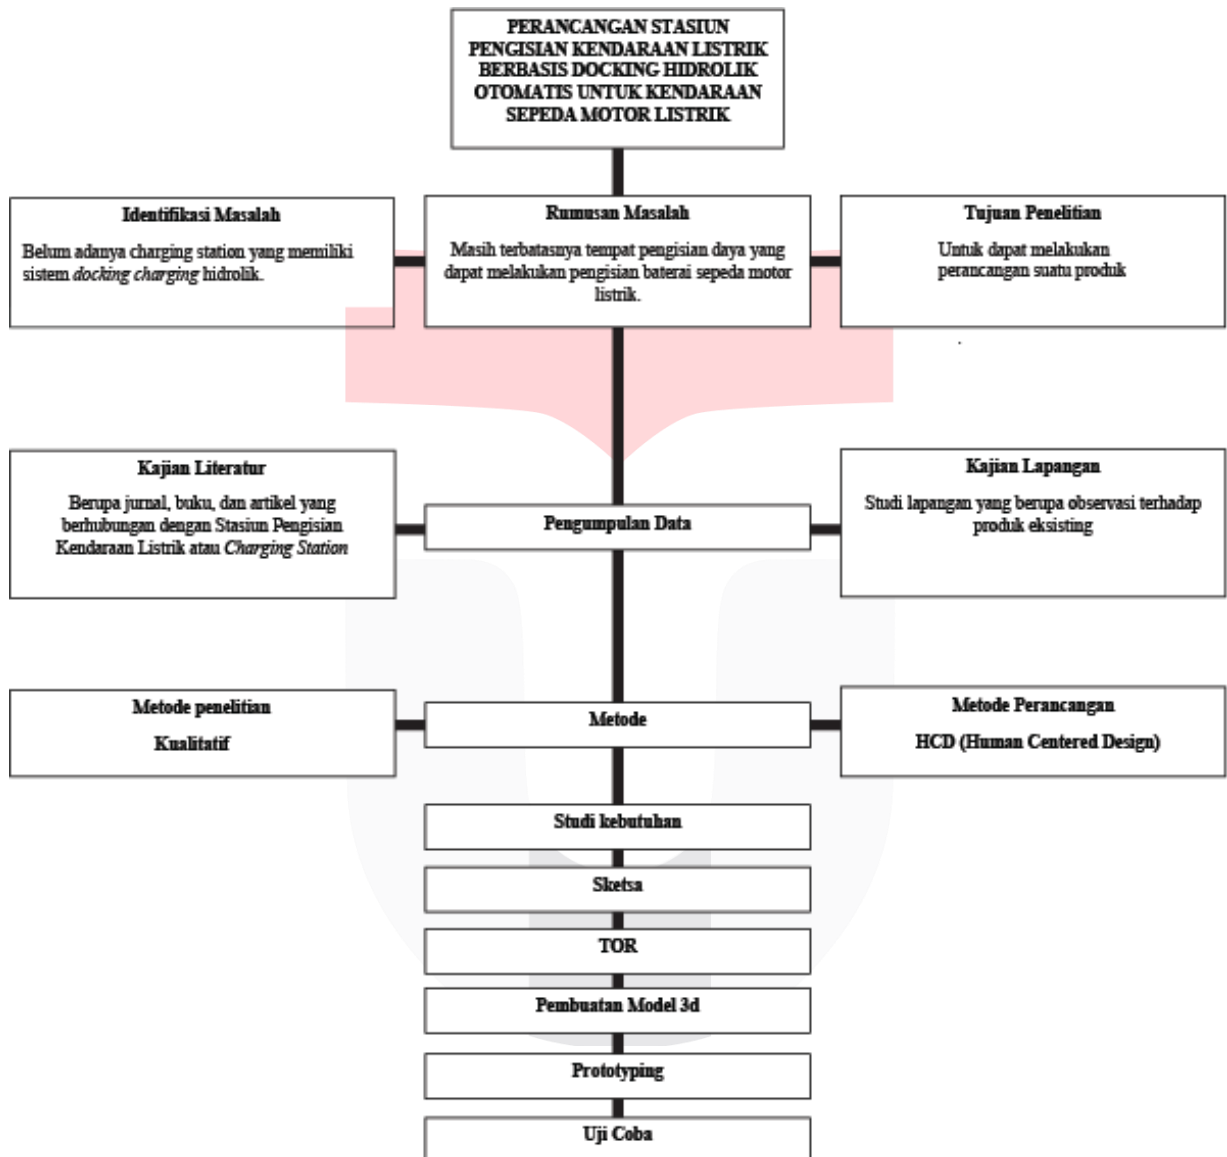 PERANCANGAN STASIUN
PENGISIAN KENDARAAN LISTRIK
BERBASIS DOCKING HIDROLIK
OTOMATIS UNTUK KENDARAAN
SEPEDA MOTOR LISTRIK
Identifikasi Masalah
Belum adanya charging station yang memiliki
sistem docking charging hidrolik.
Rumusan Masalah
Masih terbatasnya tempat pengisian daya yang
dapat melakukan pengisian baterai sepeda motor
listrik.
Tujuan Penelitian
Untuk dapat melakukan
perancangan suatu produk
.
Kajian Literatur
Berupa jurnal, buku, dan artikel yang
berhubungan dengan Stasiun Pengisian
Kendaraan Listrik atau Charging Station
Pengumpulan Data
Kajian Lapangan
Studi lapangan yang berupa observasi terhadap
produk eksisting
Metode penelitian
Kualitatif
Metode
Metode Perancangan
HCD (Human Centered Design)
Studi kebutuhan
Sketsa
TOR
Pembuatan Model 3d
Prototyping
Uji Coba